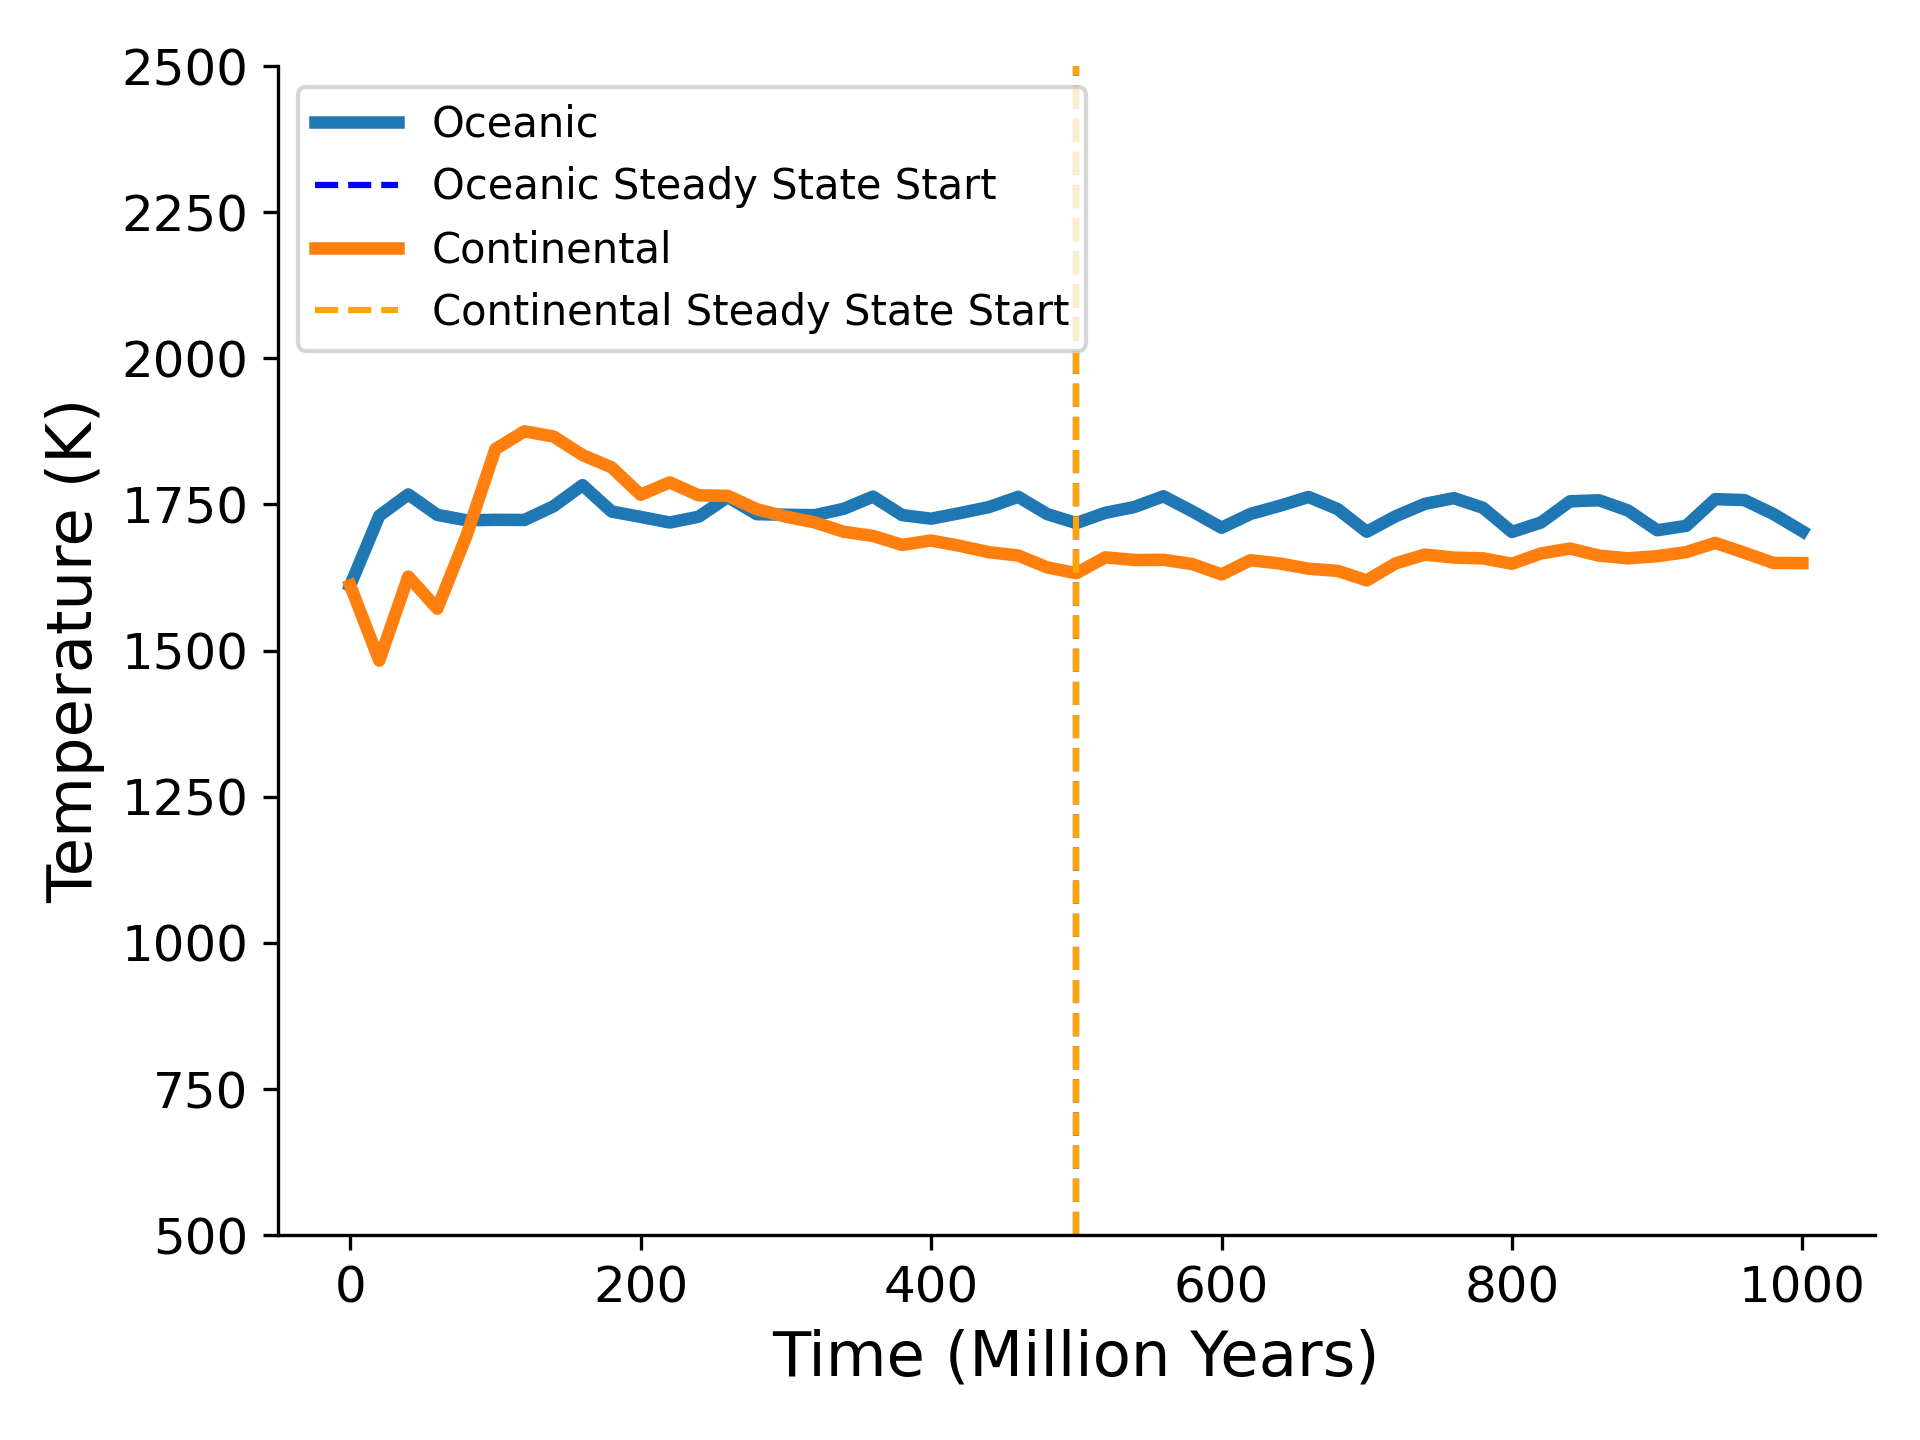 2500
2250
2000
1750
1500
1250
1000
750
500
Temperature (K)
Oceanic
Oceanic Steady State Start
Continental
Continental Steady State Start
0 200 400 600 800 1000
Time (Million Years)